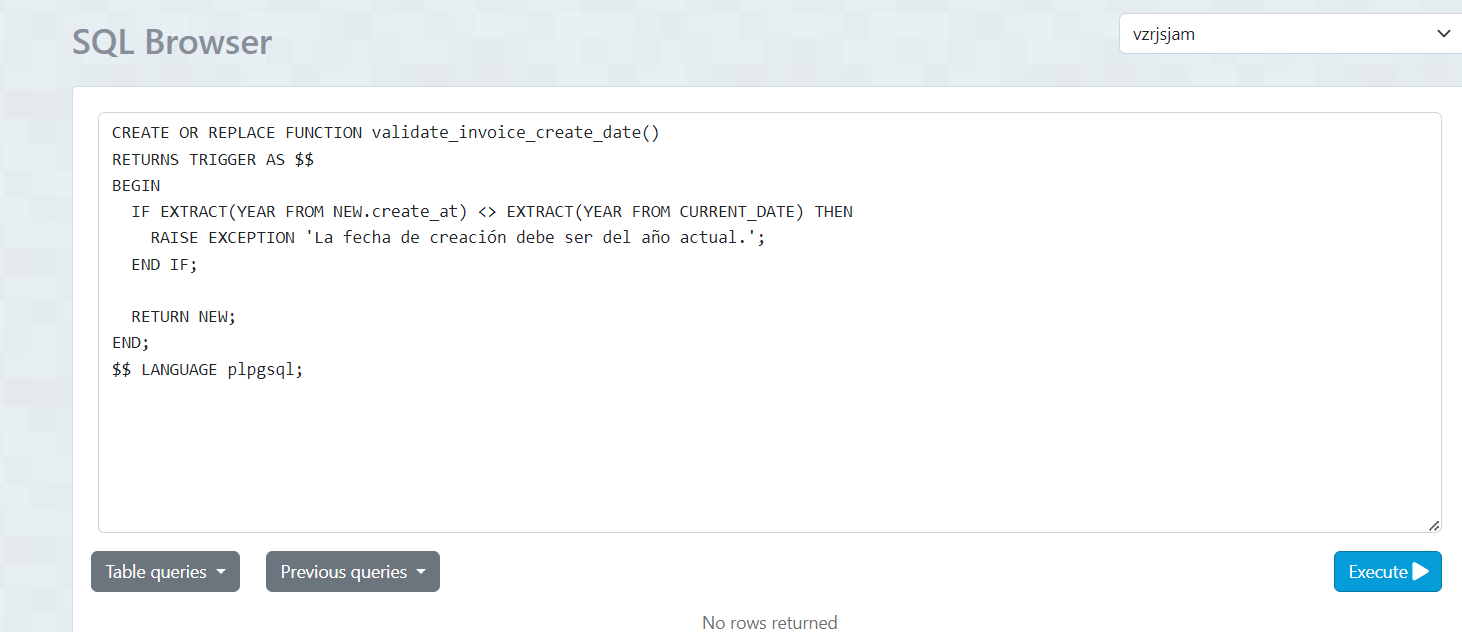 SQL Browser
vzrjsjam
CREATE OR REPLACE FUNCTION validate_invoice_create_date()
RETURNS TRIGGER AS $$
BEGIN
  IF EXTRACT(YEAR FROM NEW.create_at) <> EXTRACT(YEAR FROM CURRENT_DATE) THEN
    RAISE EXCEPTION 'La fecha de creación debe ser del año actual.';
  END IF;

  RETURN NEW;
END;
$$ LANGUAGE plpgsql;
Table queries
Previous queries
Execute
No rows returned